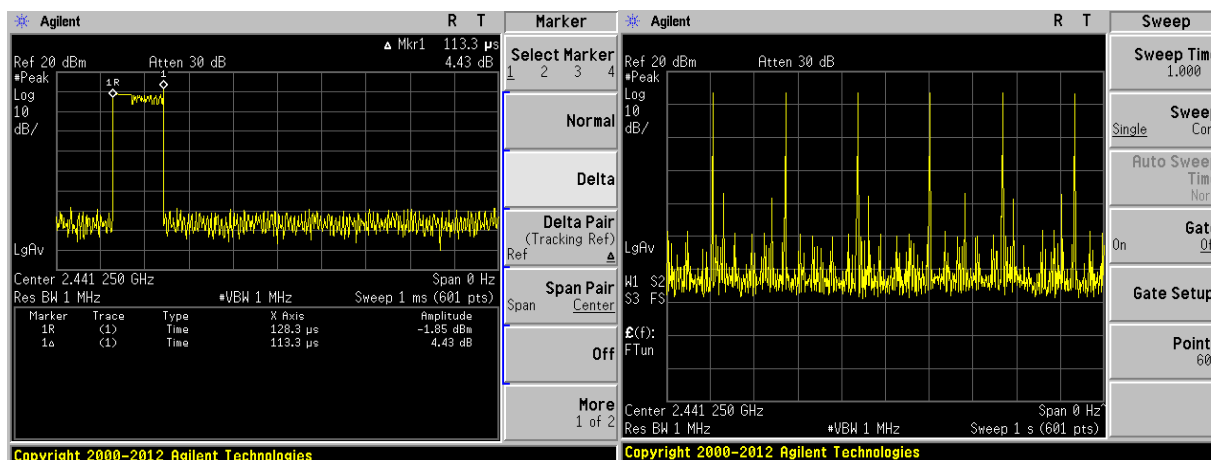 Agilent R T
Δ Mkr1 113.3 µs
Ref 20 dBm Atten 30 dB 4.43 dB
#Peak
Log
10
dB/
1R
1
LgAv
Center 2.441 250 GHz Span 0 Hz
Res BW 1 MHz #VBW 1 MHz Sweep 1 ms (601 pts)
Marker Trace Type X Axis Amplitude
1R (1) Time 128.3 µs -1.85 dBm
1Δ (1) Time 113.3 µs 4.43 dB
Copyright 2000-2012 Agilent Technologies
Marker
Select Marker
1 2 3 4
Normal
Delta
Delta Pair
(Tracking Ref)
Ref Δ
Span Pair
Span Center
Off
More
1 of 2
Agilent R T
Ref 20 dBm Atten 30 dB
#Peak
Log
10
dB/
LgAv
W1 S2
S3 FS
£(f):
FTun
Center 2.441 250 GHz Span 0 Hz
Res BW 1 MHz #VBW 1 MHz Sweep 1 s (601 pts)
Copyright 2000-2012 Agilent Technologies
Sweep
Sweep Tim
1.000
Sweep
Single Con
Auto Sweep
Tim
Nor
Gat
On Of
Gate Setup
Point
60